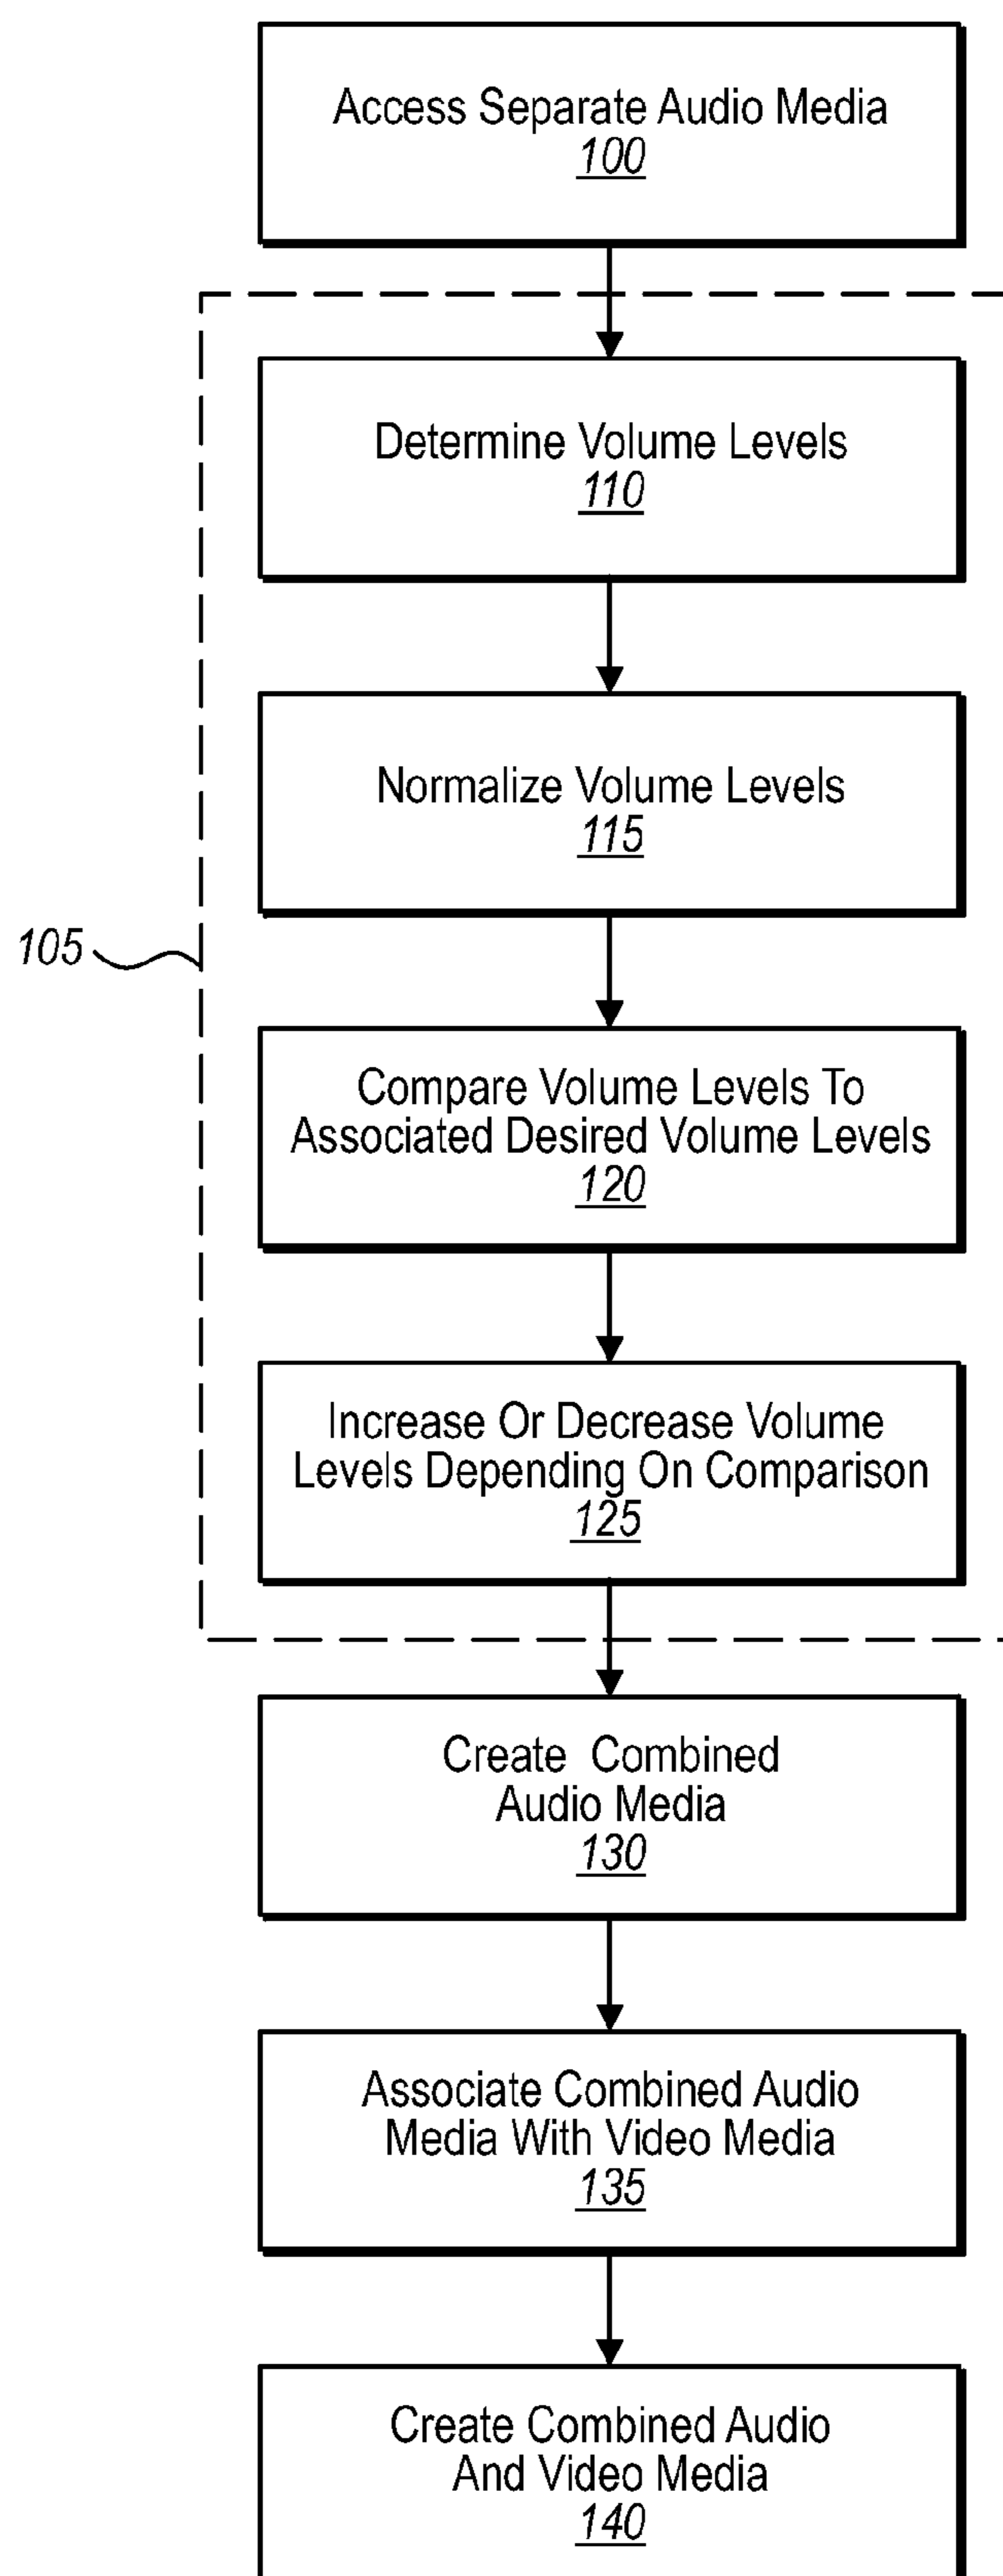 Access Separate Audio Media
100
Determine Volume Levels
110
Normalize Volume Levels
115
105
Compare Volume Levels To
Associated Desired Volume Levels
120
Increase Or Decrease Volume
Levels Depending On Comparison
125
Create Combined
Audio Media
130
Associate Combined Audio
Media With Video Media
135
Create Combined Audio
And Video Media
140